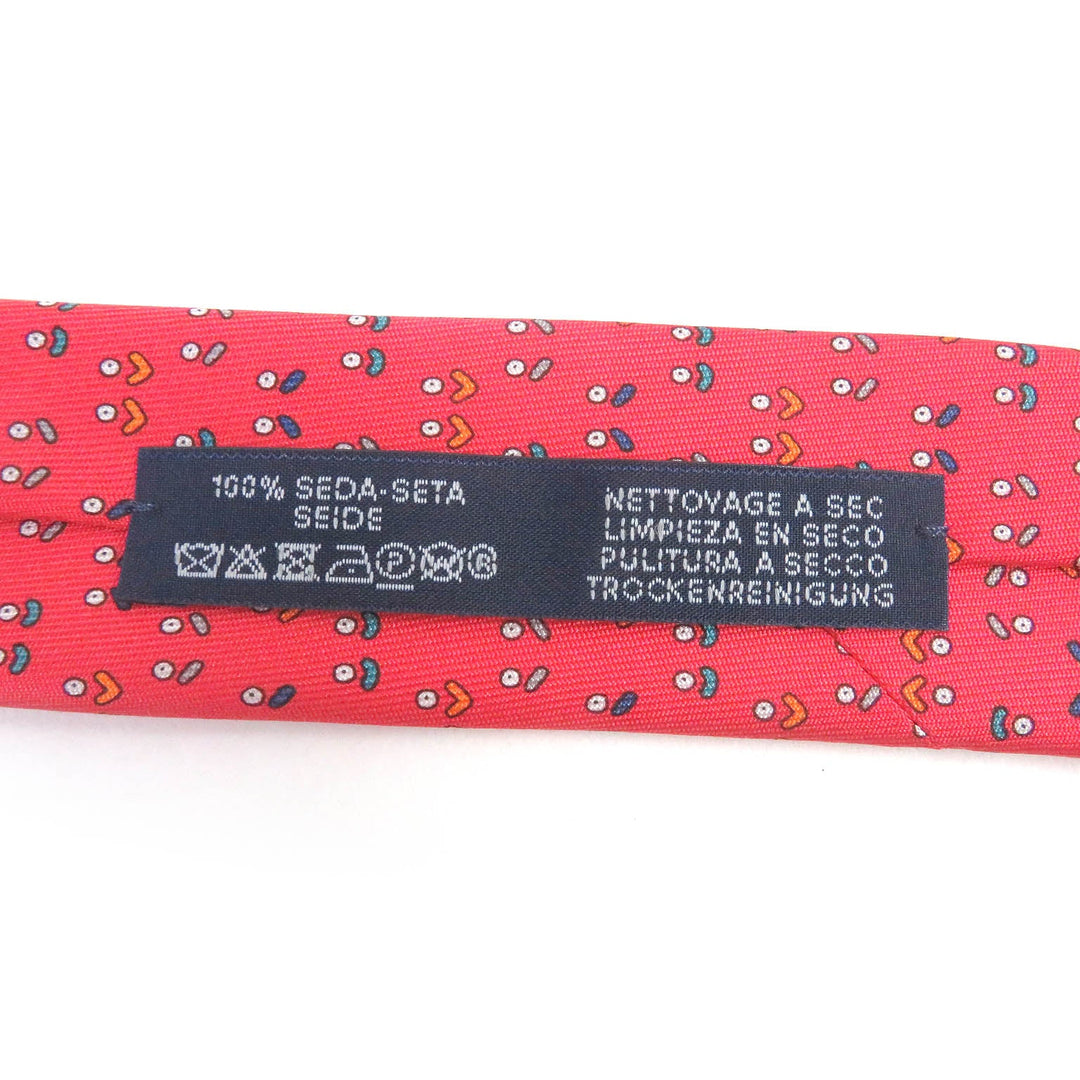 100% SEDA-SETA
SEIDE
NETTOYAGE A SEC
LIMPIEZA EN SECO
PULITURA A SECCO
TROCKENREINIGUNG